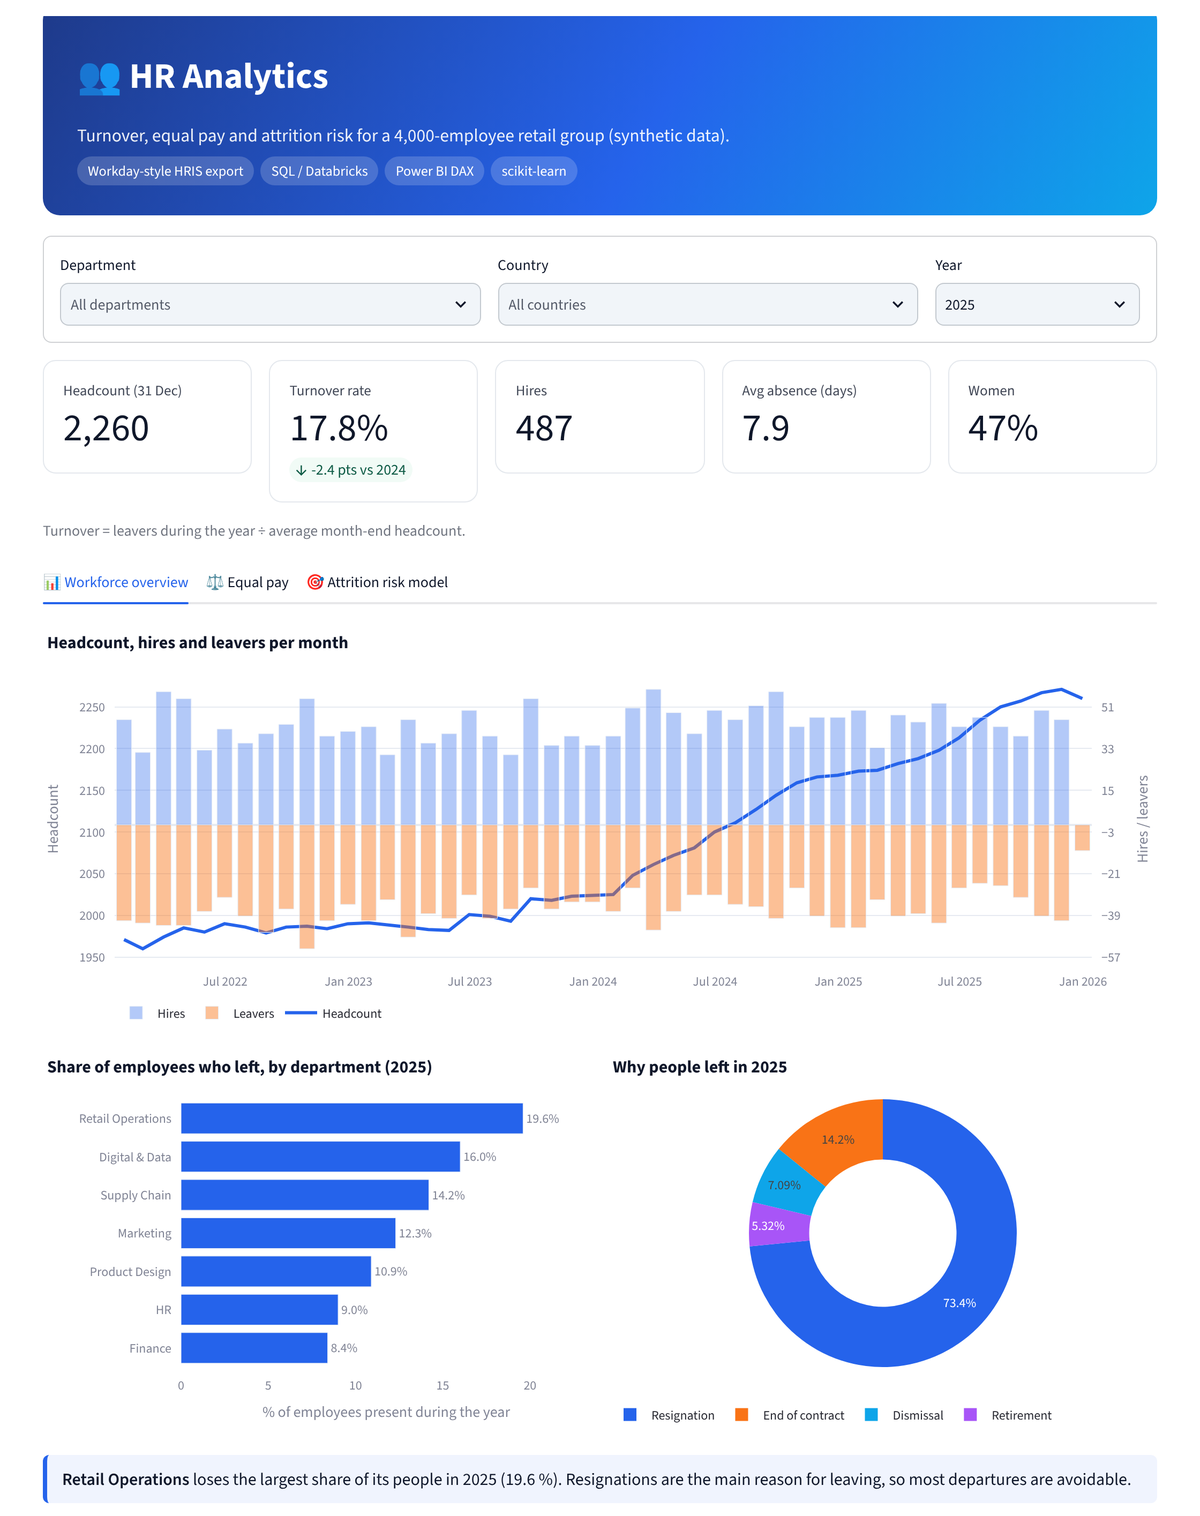 👥 HR Analytics
Turnover, equal pay and attrition risk for a 4,000-employee retail group (synthetic data).
Workday-style HRIS export SQL / Databricks Power BI DAX scikit-learn
Department Country Year
All departments All countries 2025
Headcount (31 Dec) Turnover rate Hires Avg absence (days) Women
2,260 17.8% 487 7.9 47%
↓ -2.4 pts vs 2024
Turnover = leavers during the year ÷ average month-end headcount.
📊 Workforce overview ⚖️ Equal pay 🎯 Attrition risk model
Headcount, hires and leavers per month
2250 51
2200 33
2150 15
2100 −3
2050 −21
2000 −39
1950 −57
Headcount
Hires / leavers
Jul 2022 Jan 2023 Jul 2023 Jan 2024 Jul 2024 Jan 2025 Jul 2025 Jan 2026
Hires Leavers Headcount
Share of employees who left, by department (2025)
Retail Operations 19.6%
Digital & Data 16.0%
Supply Chain 14.2%
Marketing 12.3%
Product Design 10.9%
HR 9.0%
Finance 8.4%
0 5 10 15 20
% of employees present during the year
Why people left in 2025
14.2%
7.09%
5.32%
73.4%
Resignation End of contract Dismissal Retirement
Retail Operations loses the largest share of its people in 2025 (19.6 %). Resignations are the main reason for leaving, so most departures are avoidable.